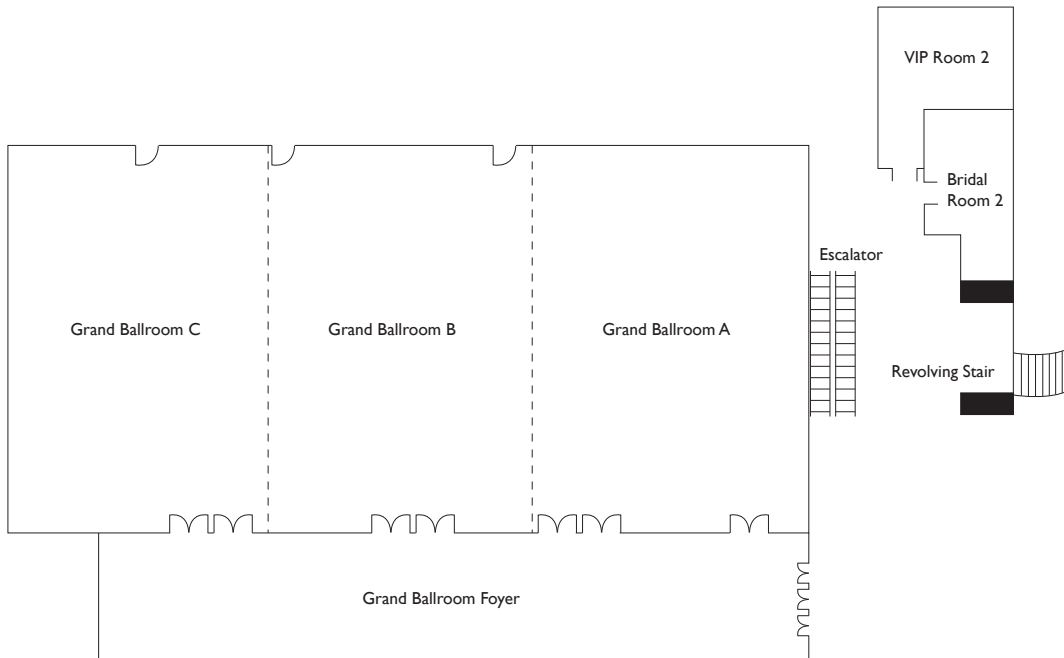 VIP Room 2
Bridal
Room 2
Escalator
Grand Ballroom C
Grand Ballroom B
Grand Ballroom A
Revolving Stair
Grand Ballroom Foyer